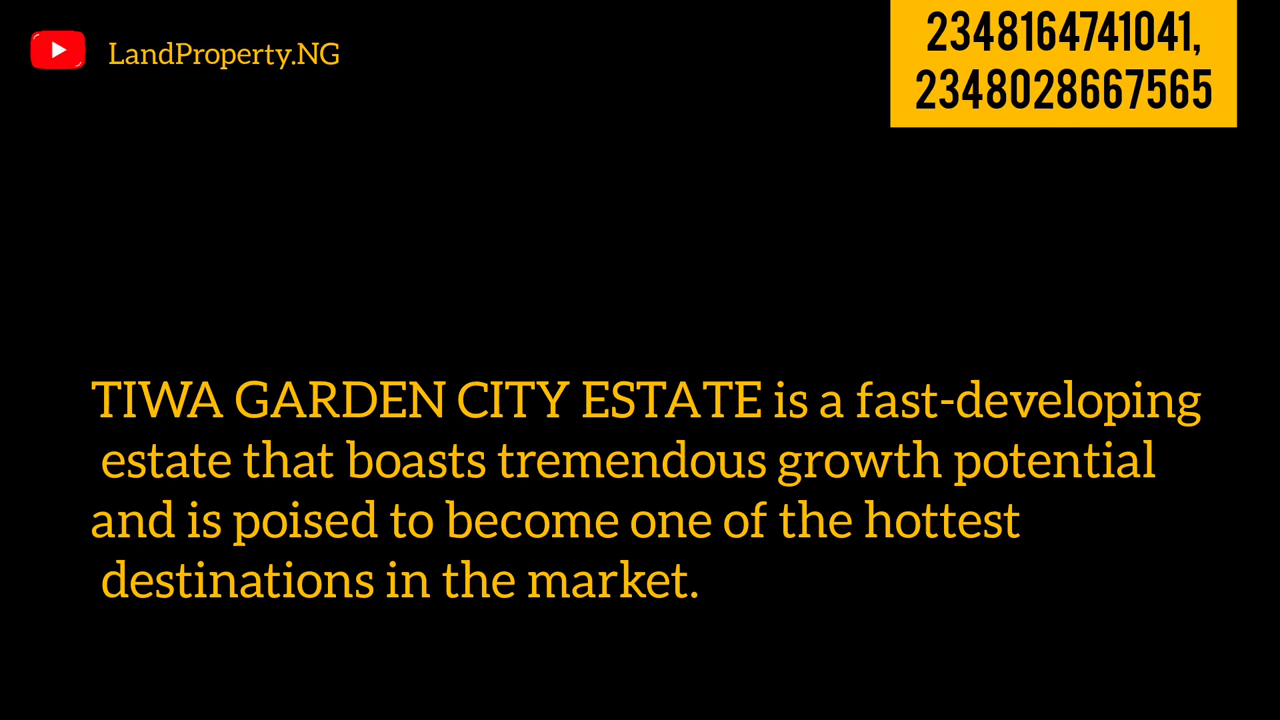 LandProperty.NG
2348164741041,
2348028667565
TIWA GARDEN CITY ESTATE is a fast-developing
estate that boasts tremendous growth potential
and is poised to become one of the hottest
destinations in the market.